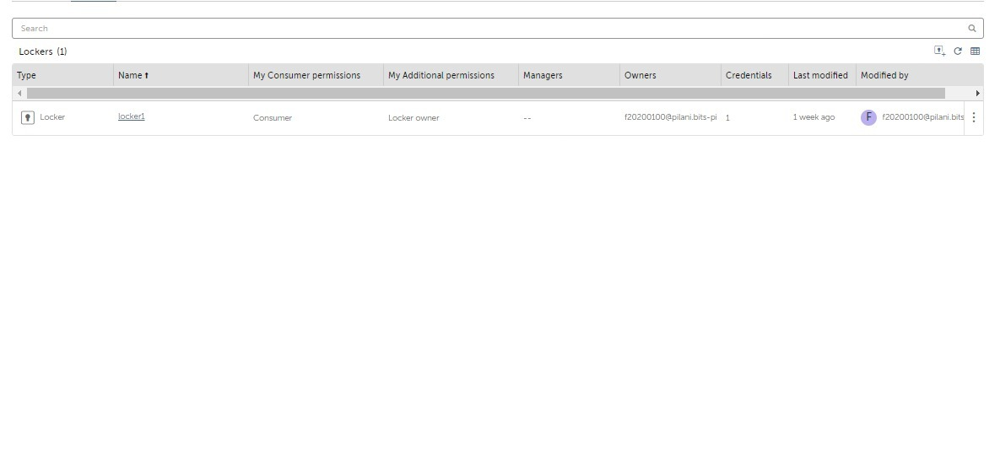 Search
Lockers (1)
Type Name ↑ My Consumer permissions My Additional permissions Managers Owners Credentials Last modified Modified by
Locker locker1 Consumer Locker owner -- f20200100@pilani.bits-pi 1 1 week ago F f20200100@pilani.bits